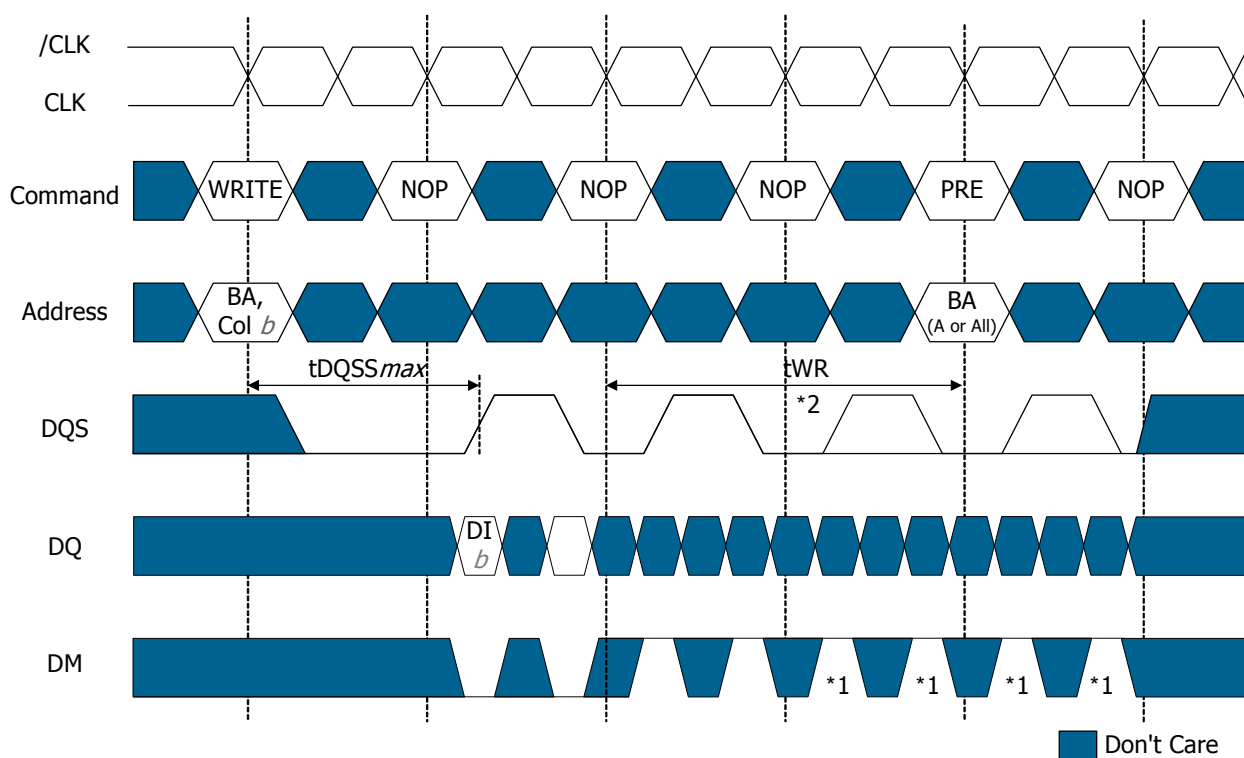 /CLK
CLK
Command
WRITE
NOP
NOP
NOP
PRE
NOP
Address
BA,
Col b
BA
(A or All)
tDQSSmax
tWR
*2
DQS
DQ
DI
b
DM
*1
*1
*1
*1
Don't Care